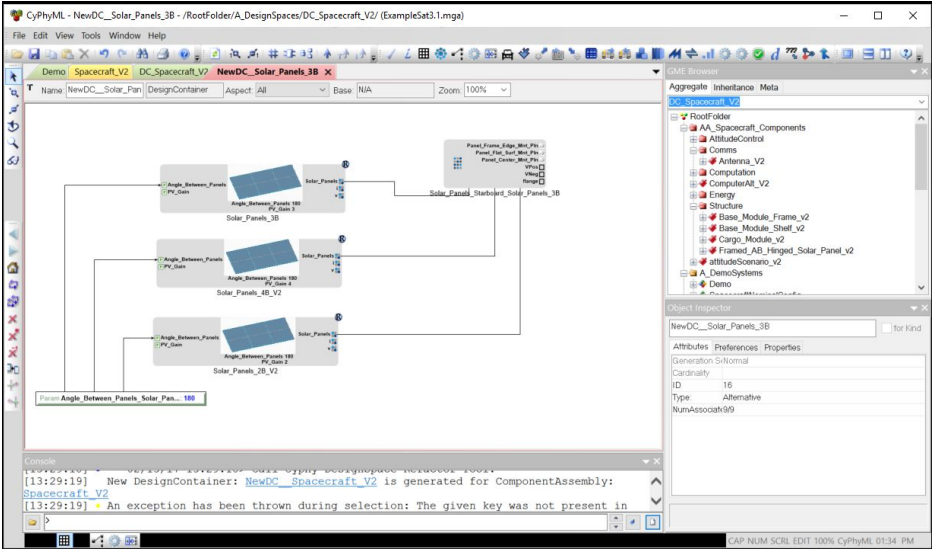 CyPhyML - NewDC__Solar_Panels_3B - /RootFolder/A_DesignSpaces/DC_Spacecraft_V2/ (ExampleSat3.1.mga)
File Edit View Tools Window Help
Demo Spacecraft_V2 DC_Spacecraft_V2 NewDC__Solar_Panels_3B
Name: NewDC__Solar_Pan DesignContainer Aspect: All Base: N/A Zoom: 100%
Angle_Between_Panels
PV_Gain
Solar_Panels
Angle_Between_Panels 180
PV_Gain 3
Solar_Panels_3B
Panel_Frame_Edge_Mnt_Pin
Panel_Flat_Surf_Mnt_Pin
Panel_Center_Mnt_Pin
VPos
VNeg
flange
Solar_Panels_Starboard_Solar_Panels_3B
Angle_Between_Panels
PV_Gain
Solar_Panels
Angle_Between_Panels 180
PV_Gain 4
Solar_Panels_4B_V2
Angle_Between_Panels
PV_Gain
Solar_Panels
Angle_Between_Panels 180
PV_Gain 2
Solar_Panels_2B_V2
Param Angle_Between_Panels_Solar_Pan... 180
GME Browser
Aggregate Inheritance Meta
DC_Spacecraft_V2
RootFolder
AA_Spacecraft_Components
AttitudeControl
Comms
Antenna_V2
Computation
ComputerAlt_V2
Energy
Structure
Base_Module_Frame_v2
Base_Module_Shelf_v2
Cargo_Module_v2
Framed_AB_Hinged_Solar_Panel_v2
attitudeScenario_v2
A_DemoSystems
Demo
Object Inspector
NewDC__Solar_Panels_3B for Kind
Attributes Preferences Properties
Generation S Normal
Cardinality
ID 16
Type: Alternative
NumAssociat 9/9
Console
[13:29:19] New DesignContainer: NewDC__Spacecraft_V2 is generated for ComponentAssembly:
Spacecraft_V2
[13:29:19] An exception has been thrown during selection: The given key was not present in
>
CAP NUM SCRL EDIT 100% CyPhyML 01:34 PM